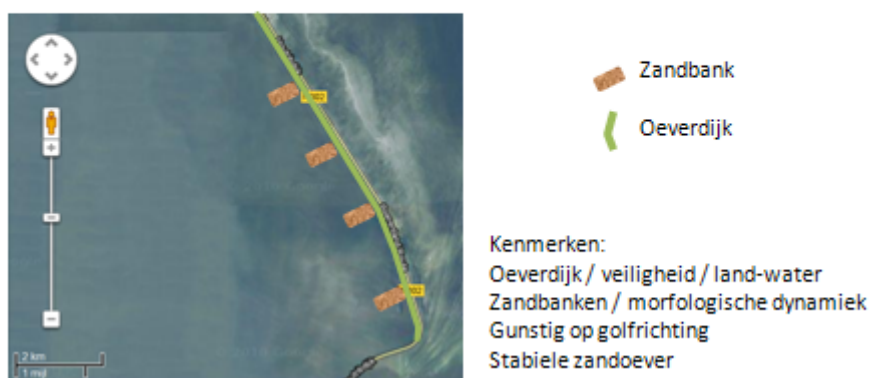 Zandbank
Oeverdijk
N302
Kenmerken:
Oeverdijk / veiligheid / land-water
Zandbanken / morfologische dynamiek
Gunstig op golfrichting
Stabiele zandoever
2 km
1 mijl